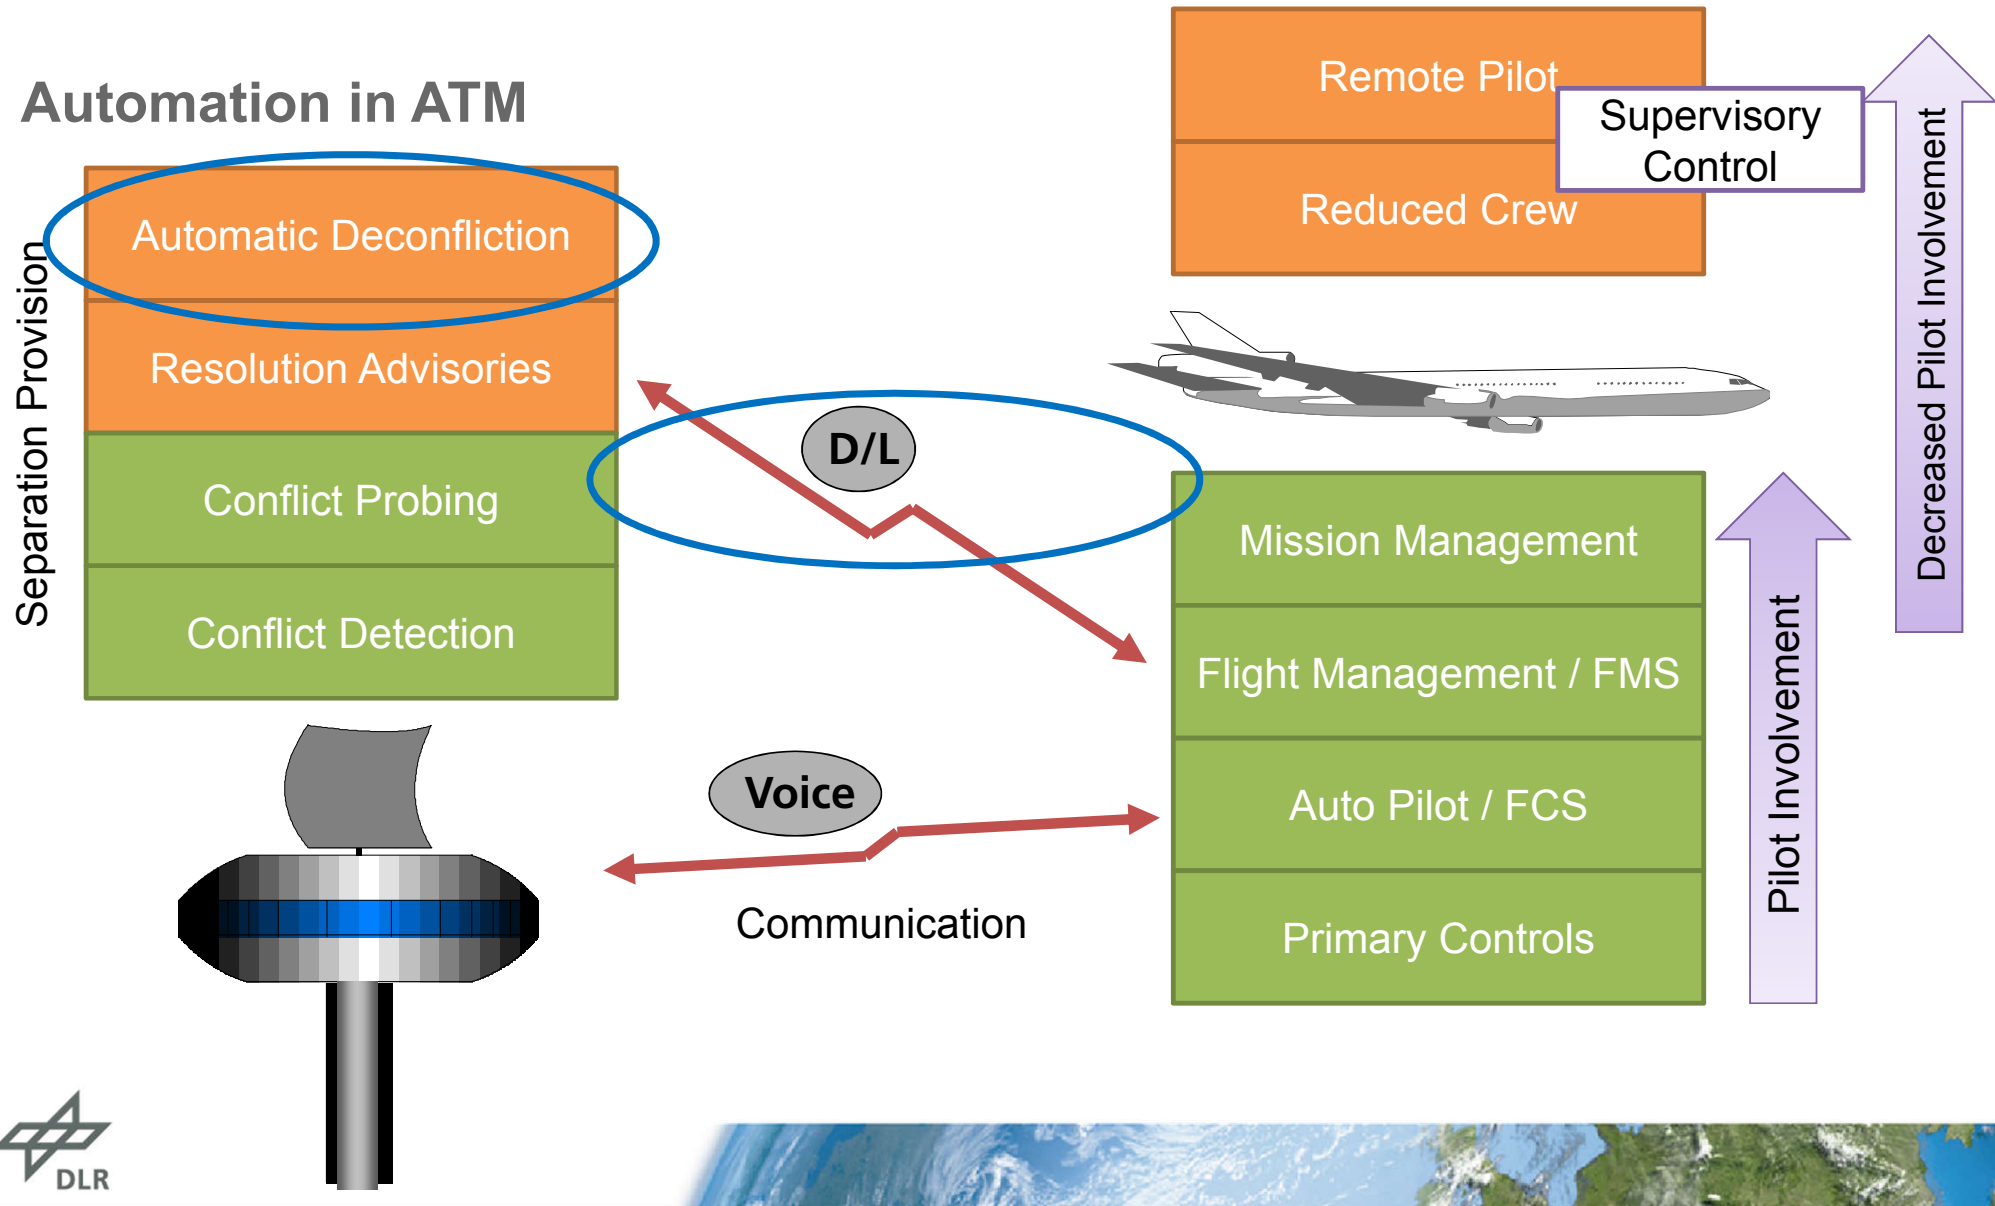 Automation in ATM
Separation Provision
Automatic Deconfliction
Resolution Advisories
Conflict Probing
Conflict Detection
D/L
Voice
Communication
Remote Pilot
Reduced Crew
Supervisory
Control
Mission Management
Flight Management / FMS
Auto Pilot / FCS
Primary Controls
Pilot Involvement
Decreased Pilot Involvement
DLR